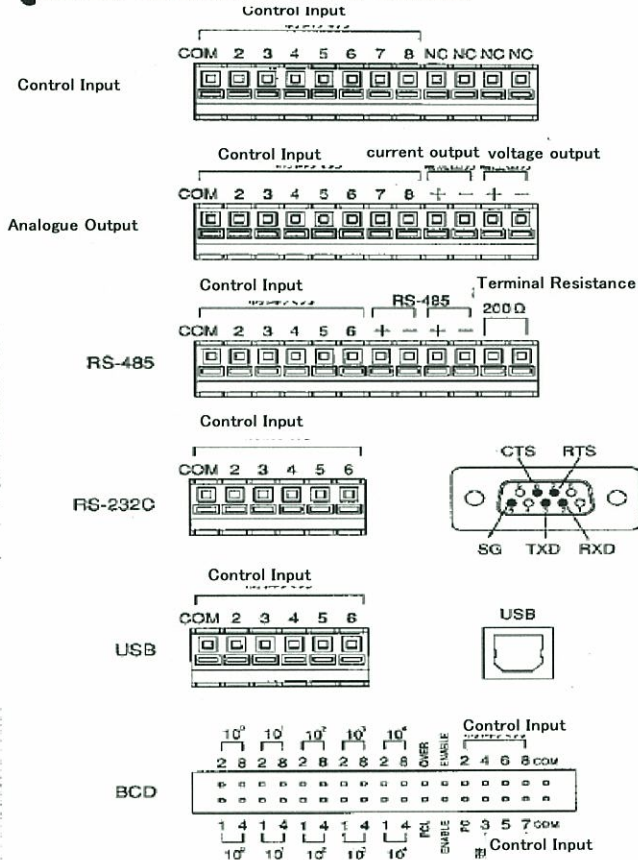 Control Input
COM 2 3 4 5 6 7 8 NC NC NC NC
Control Input
Control Input current output voltage output
COM 2 3 4 5 6 7 8 + - + -
Analogue Output
Control Input Terminal Resistance
RS-485 200Ω
COM 2 3 4 5 6 + - + -
RS-485
Control Input
COM 2 3 4 5 6
RS-232C
CTS RTS
SG TXD RXD
Control Input
COM 2 3 4 5 6
USB
USB
Control Input
10⁰ 10¹ 10² 10³ 10⁴
2 8 2 8 2 8 2 8 2 8 OVER ENABLE 2 4 6 8 COM
BCD
1 4 1 4 1 4 1 4 1 4 POL ENABLE PC 3 5 7 COM
10⁰ 10¹ 10² 10³ 10⁴ Control Input